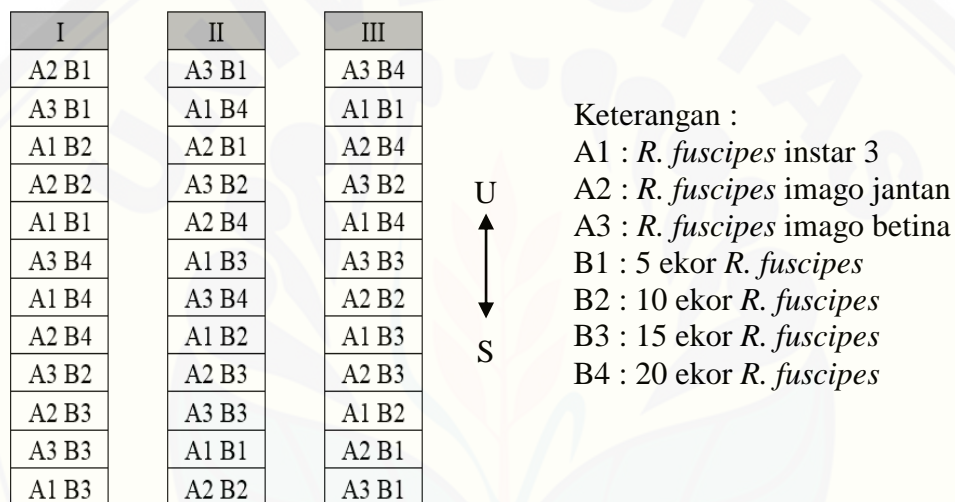 I II III
A2 B1 A3 B1 A3 B4
A3 B1 A1 B4 A1 B1
A1 B2 A2 B1 A2 B4
A2 B2 A3 B2 A3 B2
A1 B1 A2 B4 A1 B4
A3 B4 A1 B3 A3 B3
A1 B4 A3 B4 A2 B2
A2 B4 A1 B2 A1 B3
A3 B2 A2 B3 A2 B3
A2 B3 A3 B3 A1 B2
A3 B3 A1 B1 A2 B1
A1 B3 A2 B2 A3 B1
U
S
Keterangan :
A1 : R. fuscipes instar 3
A2 : R. fuscipes imago jantan
A3 : R. fuscipes imago betina
B1 : 5 ekor R. fuscipes
B2 : 10 ekor R. fuscipes
B3 : 15 ekor R. fuscipes
B4 : 20 ekor R. fuscipes